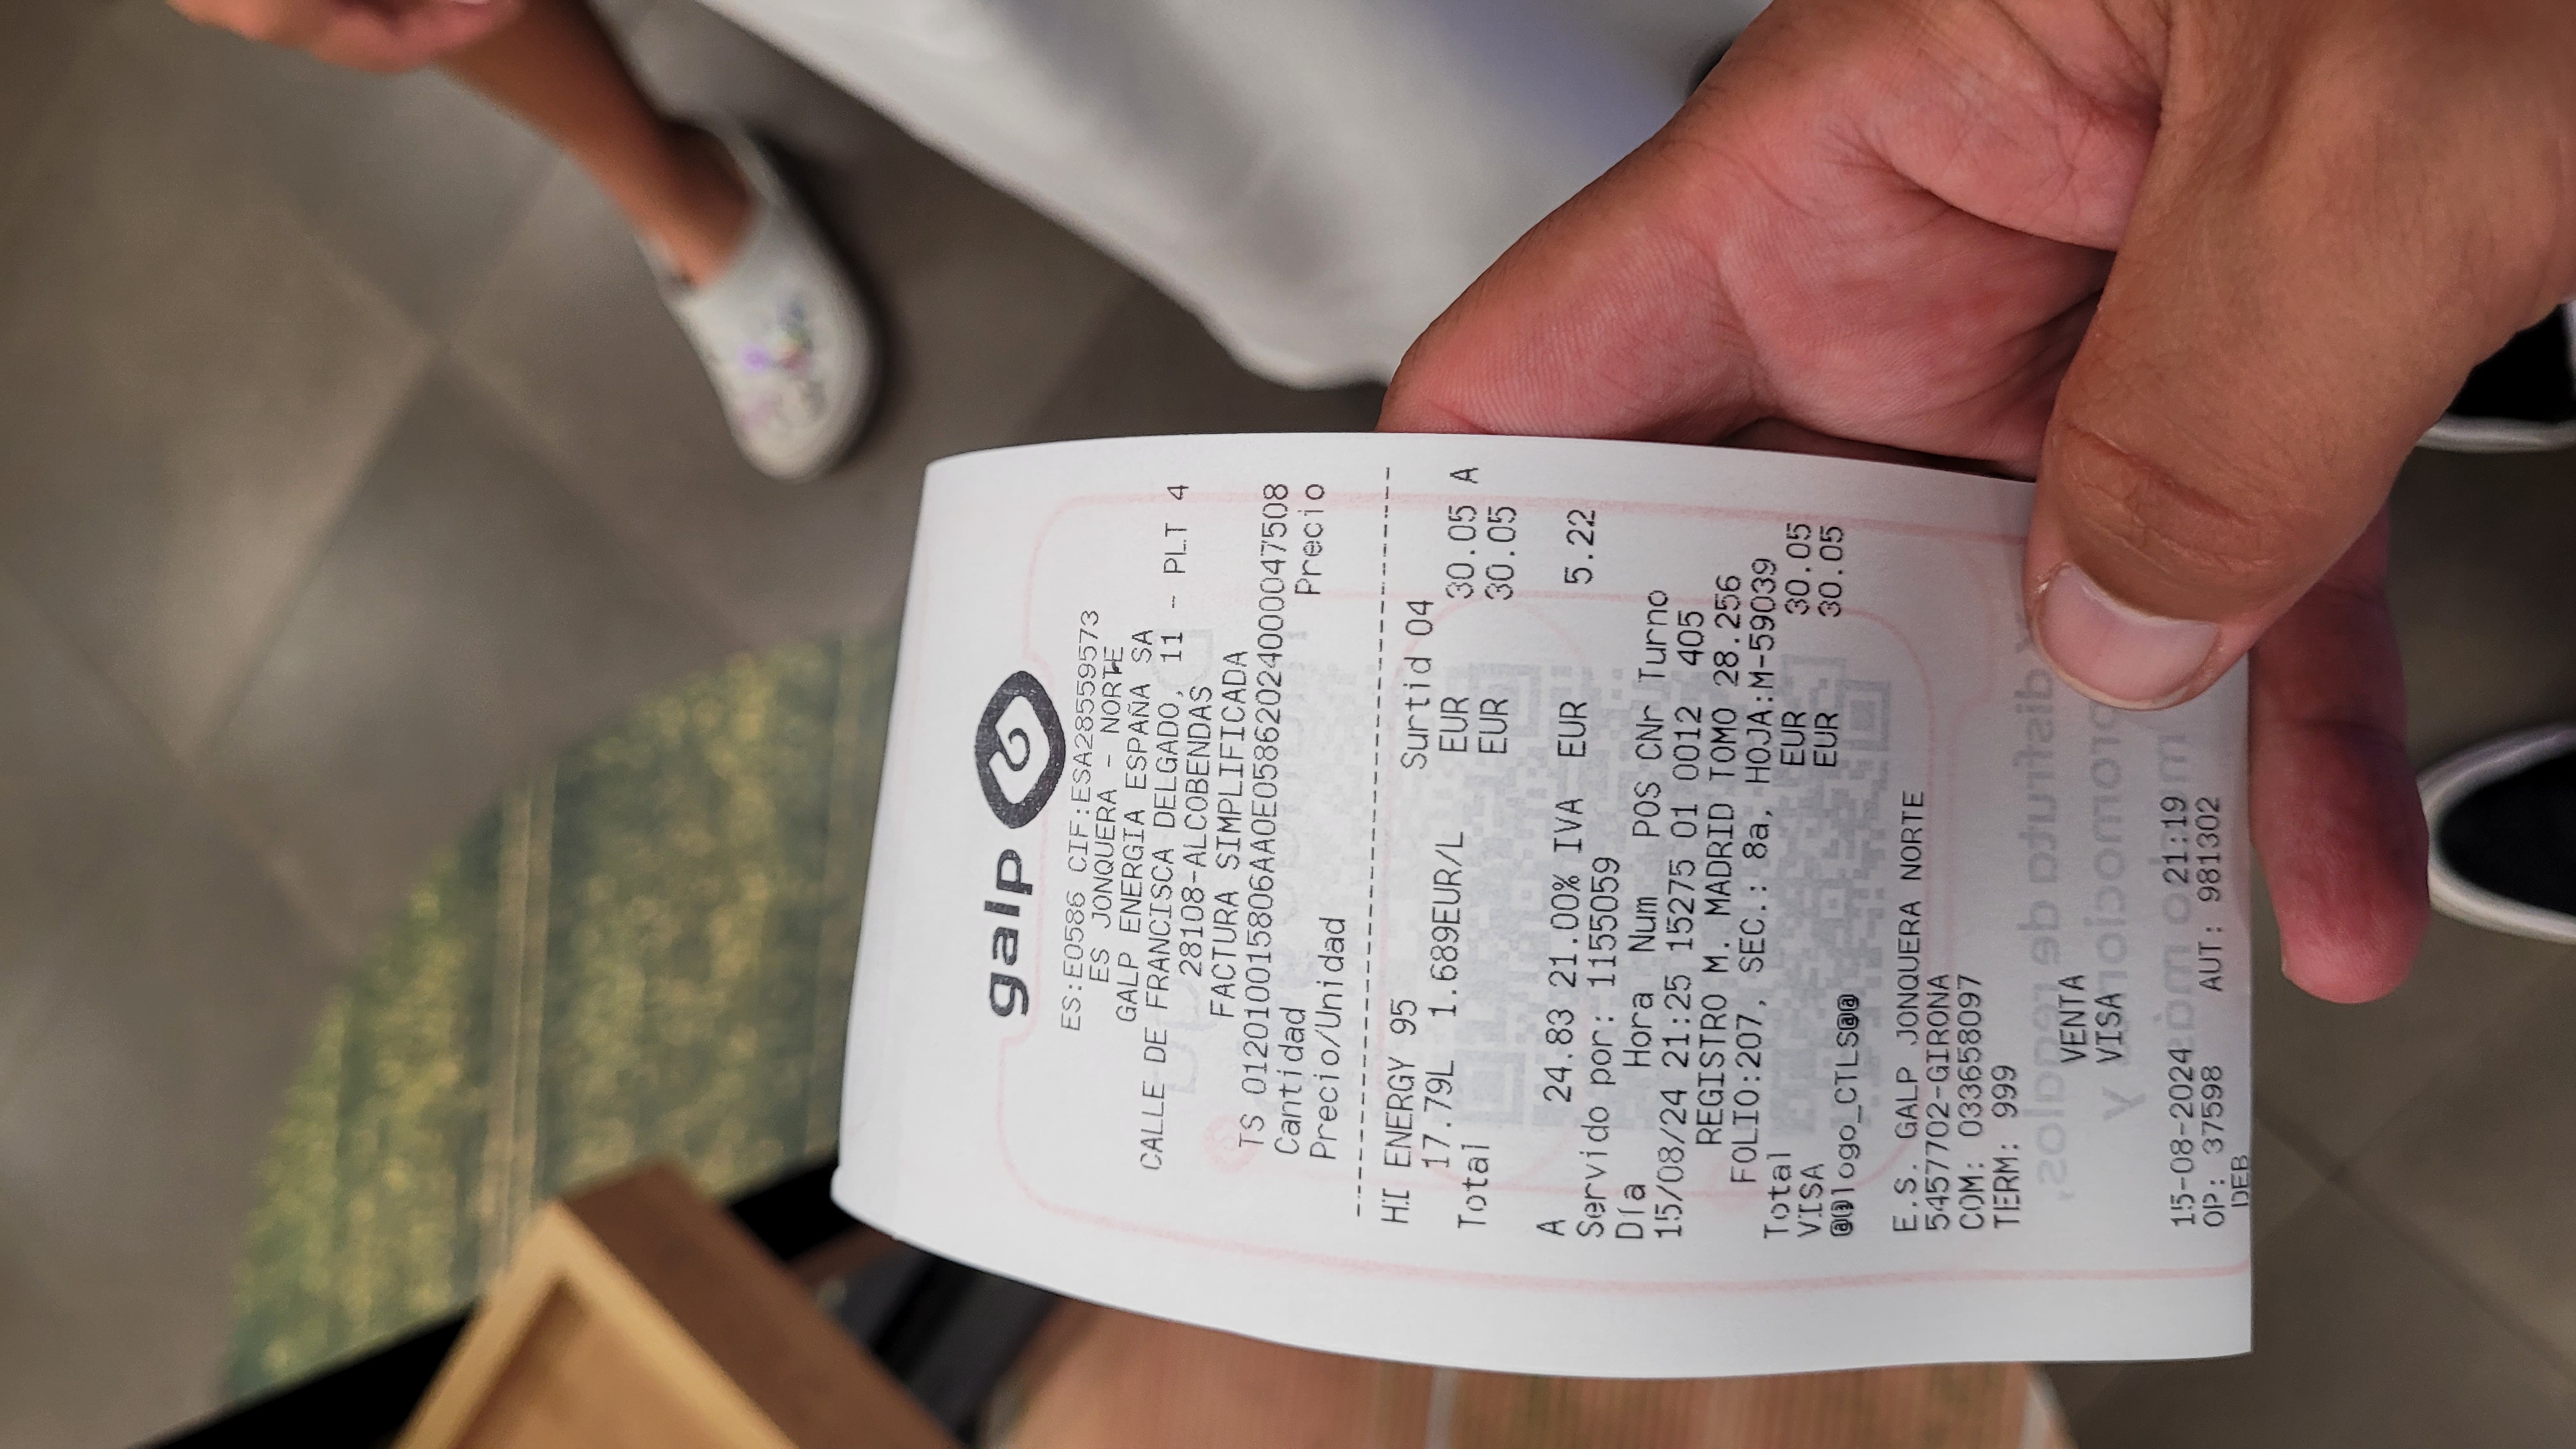 galp
ES:E0586 CIF:ESA28559573
ES JONQUERA - NORTE
GALP ENERGIA ESPAÑA SA
CALLE DE FRANCISCA DELGADO, 11 - PLT 4
28108-ALCOBENDAS
FACTURA SIMPLIFICADA
TS 012010015806AA0E058620240000047508
Cantidad
Precio/Unidad Precio
HI ENERGY 95 Surtid 04
17.79L 1.689EUR/L EUR 30.05 A
Total EUR 30.05
A 24.83 21.00% IVA EUR 5.22
Servido por: 1155059
Día Hora Num POS CNr Turno
15/08/24 21:25 15275 01 0012 405
REGISTRO M. MADRID TOMO 28.256
FOLIO:207, SEC.: 8a, HOJA:M-59039
Total EUR 30.05
VISA EUR 30.05
@@logo_CTLS@@
E.S. GALP JONQUERA NORTE
5457702-GIRONA
COM: 033658097
TERM: 999
VENTA
VISA
15-08-2024 21:19
OP: 37598 AUT: 981302
DEB